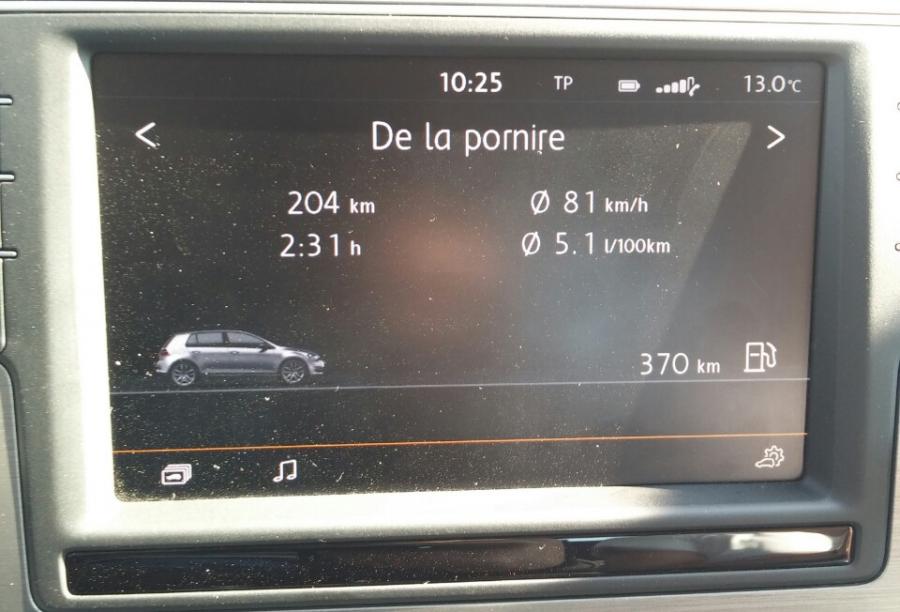 10:25 TP 13.0°C
De la pornire
204 km Ø 81 km/h
2:31 h Ø 5.1 l/100km
370 km